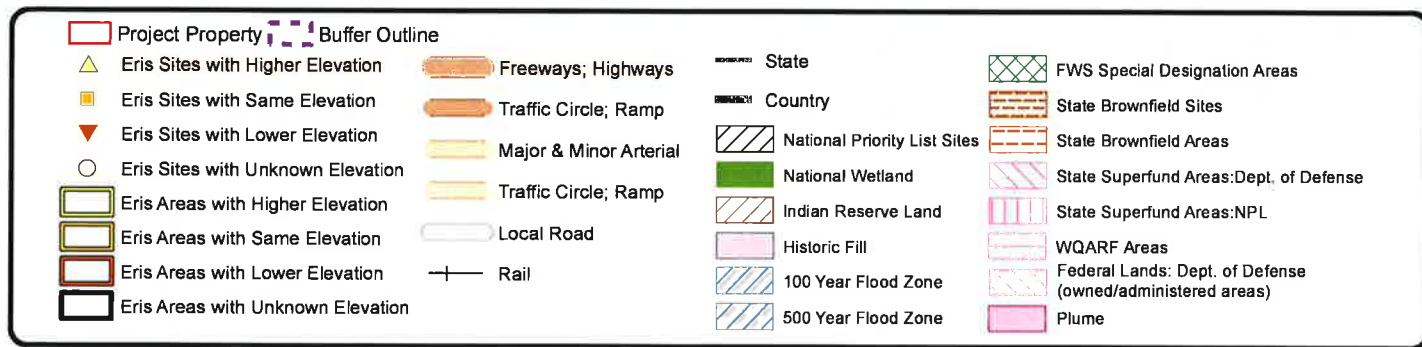 Project Property
Buffer Outline
Eris Sites with Higher Elevation
Eris Sites with Same Elevation
Eris Sites with Lower Elevation
Eris Sites with Unknown Elevation
Eris Areas with Higher Elevation
Eris Areas with Same Elevation
Eris Areas with Lower Elevation
Eris Areas with Unknown Elevation
Freeways; Highways
Traffic Circle; Ramp
Major & Minor Arterial
Traffic Circle; Ramp
Local Road
Rail
State
Country
National Priority List Sites
National Wetland
Indian Reserve Land
Historic Fill
100 Year Flood Zone
500 Year Flood Zone
FWS Special Designation Areas
State Brownfield Sites
State Brownfield Areas
State Superfund Areas:Dept. of Defense
State Superfund Areas:NPL
WQARF Areas
Federal Lands: Dept. of Defense
(owned/administered areas)
Plume